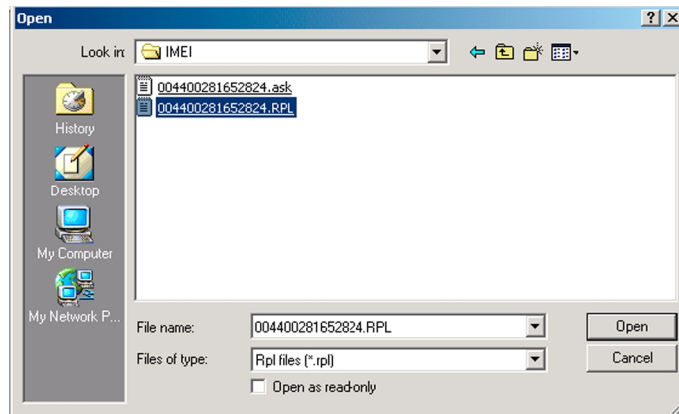 Open
Look in: IMEI
004400281652824.ask
004400281652824.RPL
History
Desktop
My Computer
My Network P...
File name: 004400281652824.RPL Open
Files of type: Rpl files (*.rpl) Cancel
Open as read-only